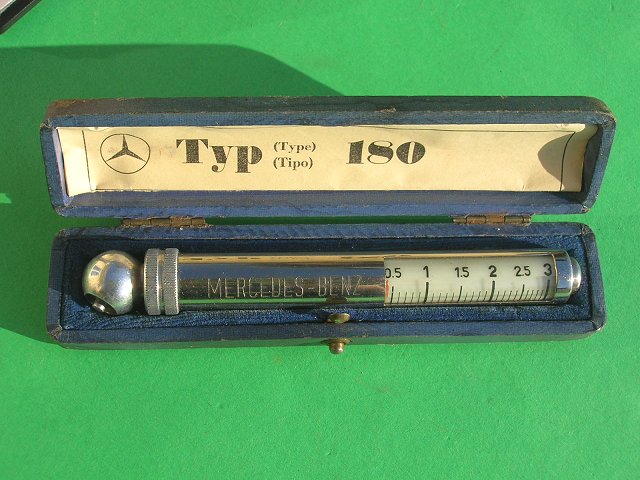 Typ (Type) 180
(Tipo)
MERCEDES-BENZ
0.5 1 1.5 2 2.5 3